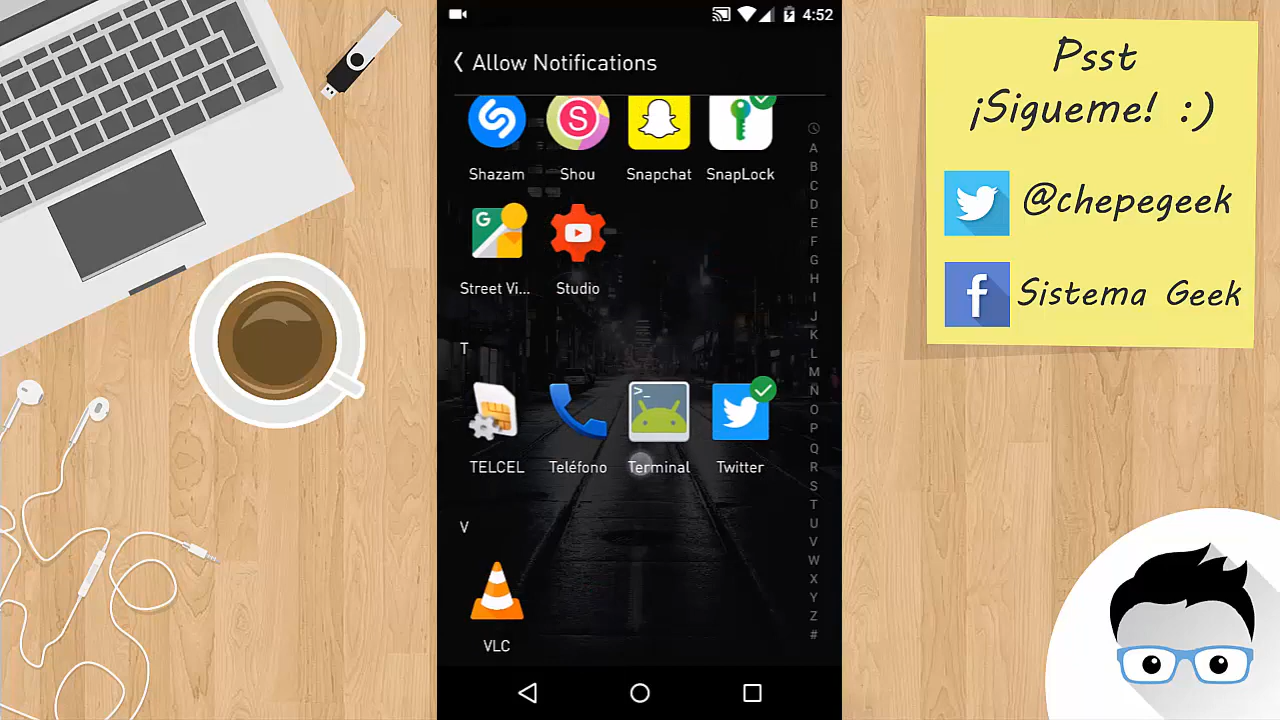 4:52
Allow Notifications
Shazam Shou Snapchat SnapLock
Street Vi... Studio
T
TELCEL Teléfono Terminal Twitter
V
VLC
A
B
C
D
E
F
G
H
I
J
K
L
M
N
O
P
Q
R
S
T
U
V
W
X
Y
Z
#
Psst
¡Sigueme! :)
@chepegeek
Sistema Geek